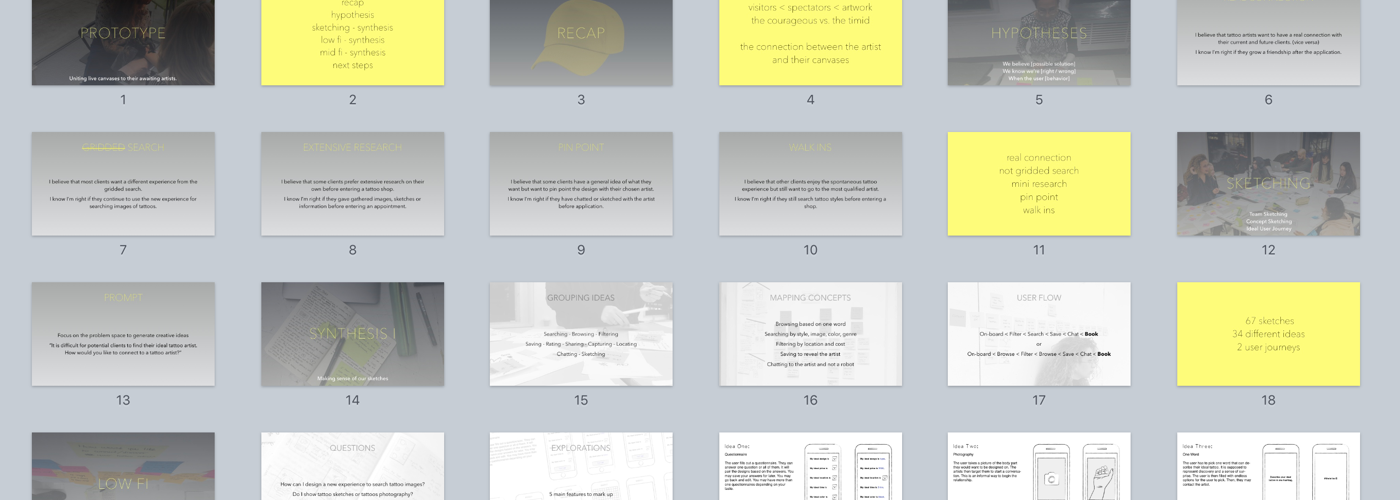 PROTOTYPE
Uniting live canvases to their awaiting artists.
1
recap
hypothesis
sketching - synthesis
low fi - synthesis
mid fi - synthesis
next steps
2
RECAP
3
visitors < spectators < artwork
the courageous vs. the timid
the connection between the artist
and their canvases
4
HYPOTHESES
We believe [possible solution]
We know we're [right / wrong]
When the user [behavior]
5
I believe that tattoo artists want to have a real connection with
their current and future clients. (vice versa)
I know I'm right if they grow a friendship after the application.
6
GRIDDED SEARCH
I believe that most clients want a different experience from the
gridded search.
I know I'm right if they continue to use the new experience for
searching images of tattoos.
7
EXTENSIVE RESEARCH
I believe that some clients prefer extensive research on their
own before entering a tattoo shop.
I know I'm right if they gave gathered images, sketches or
information before entering an appointment.
8
PIN POINT
I believe that some clients have a general idea of what they
want but want to pin point the design with their chosen artist.
I know I'm right if they have chatted or sketched with the artist
before application.
9
WALK INS
I believe that other clients enjoy the spontaneous tattoo
experience but still want to go to the most qualified artist.
I know I'm right if they still search tattoo styles before entering a
shop.
10
real connection
not gridded search
mini research
pin point
walk ins
11
SKETCHING
Team Sketching
Concept Sketching
Ideal User Journey
12
PROMPT
Focus on the problem space to generate creative ideas
"It is difficult for potential clients to find their ideal tattoo artist.
How would you like to connect to a tattoo artist?"
13
SYNTHESIS I
Making sense of our sketches
14
GROUPING IDEAS
Searching - Browsing - Filtering
Saving - Rating - Sharing - Capturing - Locating
Chatting - Sketching
15
MAPPING CONCEPTS
Browsing based on one word
Searching by style, image, color, genre
Filtering by location and cost
Saving to reveal the artist
Chatting to the artist and not a robot
16
USER FLOW
On-board < Filter < Search < Save < Chat < Book
or
On-board < Browse < Filter < Browse < Save < Chat < Book
17
67 sketches
34 different ideas
2 user journeys
18
LOW FI
QUESTIONS
How can I design a new experience to search tattoo images?
Do I show tattoo sketches or tattoos photography?
EXPLORATIONS
5 main features to mark up
Idea One:
Questionnaire
Idea Two:
Photography
Idea Three:
One Word